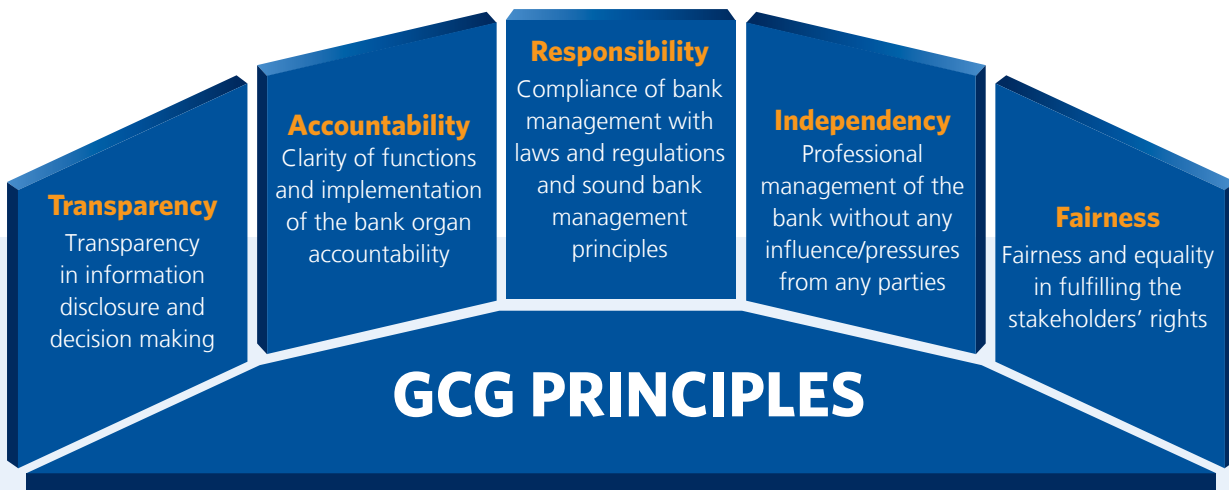 Transparency
Transparency
in information
disclosure and
decision making
Accountability
Clarity of functions
and implementation
of the bank organ
accountability
Responsibility
Compliance of bank
management with
laws and regulations
and sound bank
management
principles
Independency
Professional
management of the
bank without any
influence/pressures
from any parties
Fairness
Fairness and equality
in fulfilling the
stakeholders’ rights
GCG PRINCIPLES